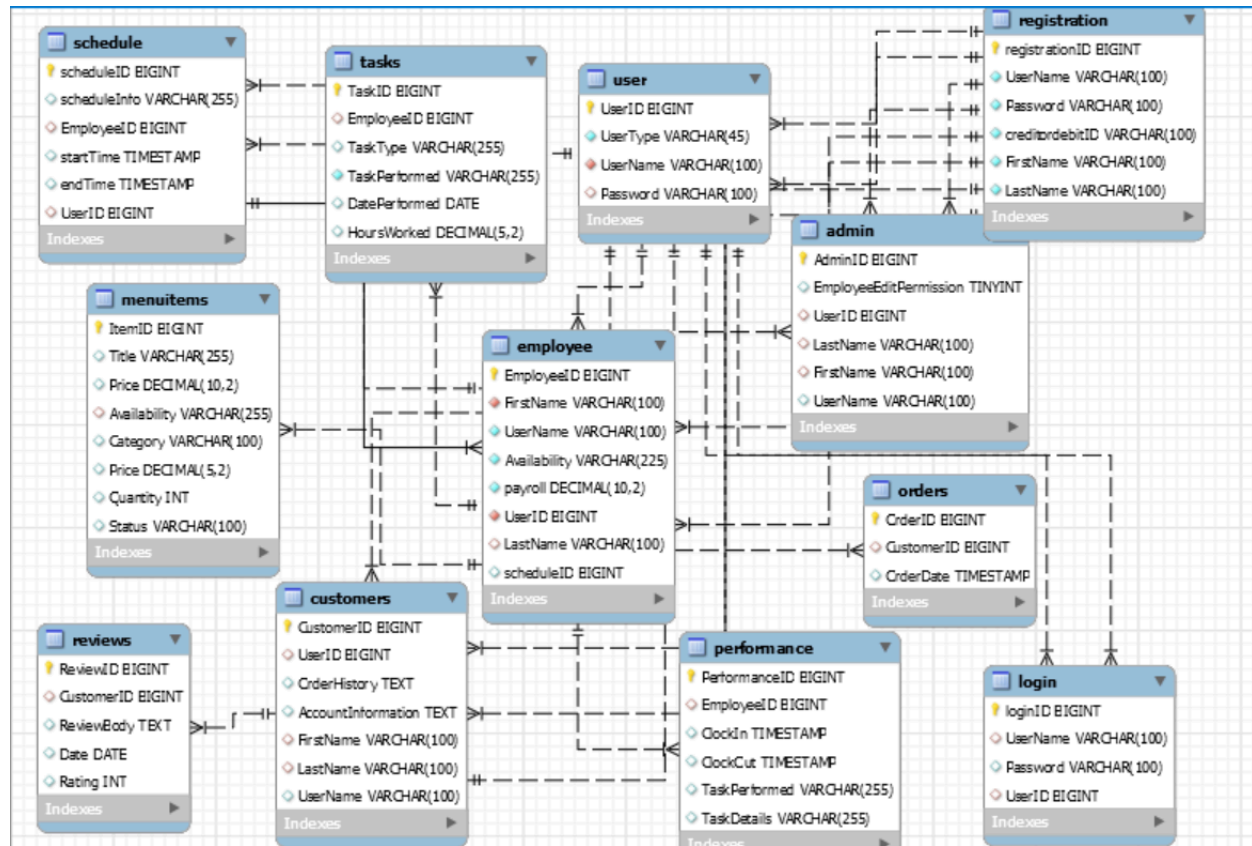 schedule
scheduleID BIGINT
scheduleInfo VARCHAR(255)
EmployeeID BIGINT
startTime TIMESTAMP
endTime TIMESTAMP
UserID BIGINT
Indexes
tasks
TaskID BIGINT
EmployeeID BIGINT
TaskType VARCHAR(255)
TaskPerformed VARCHAR(255)
DatePerformed DATE
HoursWorked DECIMAL(5,2)
Indexes
user
UserID BIGINT
UserType VARCHAR(45)
UserName VARCHAR(100)
Password VARCHAR(100)
Indexes
registration
registrationID BIGINT
UserName VARCHAR(100)
Password VARCHAR(100)
creditordebitID VARCHAR(100)
FirstName VARCHAR(100)
LastName VARCHAR(100)
Indexes
admin
AdminID BIGINT
EmployeeEditPermission TINYINT
UserID BIGINT
LastName VARCHAR(100)
FirstName VARCHAR(100)
UserName VARCHAR(100)
Indexes
menuitems
ItemID BIGINT
Title VARCHAR(255)
Price DECIMAL(10,2)
Availability VARCHAR(255)
Category VARCHAR(100)
Price DECIMAL(5,2)
Quantity INT
Status VARCHAR(100)
Indexes
employee
EmployeeID BIGINT
FirstName VARCHAR(100)
UserName VARCHAR(100)
Availability VARCHAR(225)
payroll DECIMAL(10,2)
UserID BIGINT
LastName VARCHAR(100)
scheduleID BIGINT
Indexes
orders
OrderID BIGINT
CustomerID BIGINT
OrderDate TIMESTAMP
Indexes
customers
CustomerID BIGINT
UserID BIGINT
OrderHistory TEXT
AccountInformation TEXT
FirstName VARCHAR(100)
LastName VARCHAR(100)
UserName VARCHAR(100)
Indexes
reviews
ReviewID BIGINT
CustomerID BIGINT
ReviewBody TEXT
Date DATE
Rating INT
Indexes
performance
PerformanceID BIGINT
EmployeeID BIGINT
ClockIn TIMESTAMP
ClockOut TIMESTAMP
TaskPerformed VARCHAR(255)
TaskDetails VARCHAR(255)
Indexes
login
loginID BIGINT
UserName VARCHAR(100)
Password VARCHAR(100)
UserID BIGINT
Indexes